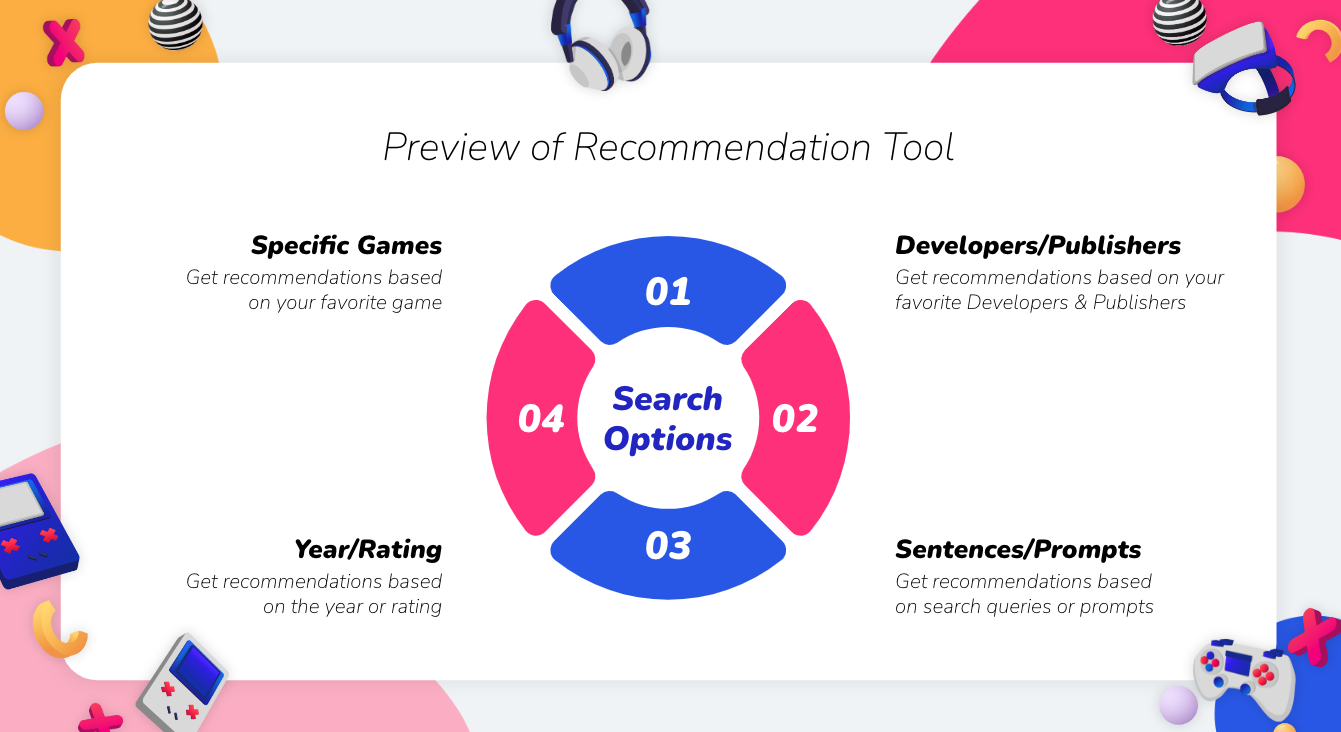 Preview of Recommendation Tool
Specific Games
Get recommendations based
on your favorite game
Developers/Publishers
Get recommendations based on your
favorite Developers & Publishers
01
02
03
04
Search
Options
Year/Rating
Get recommendations based
on the year or rating
Sentences/Prompts
Get recommendations based
on search queries or prompts